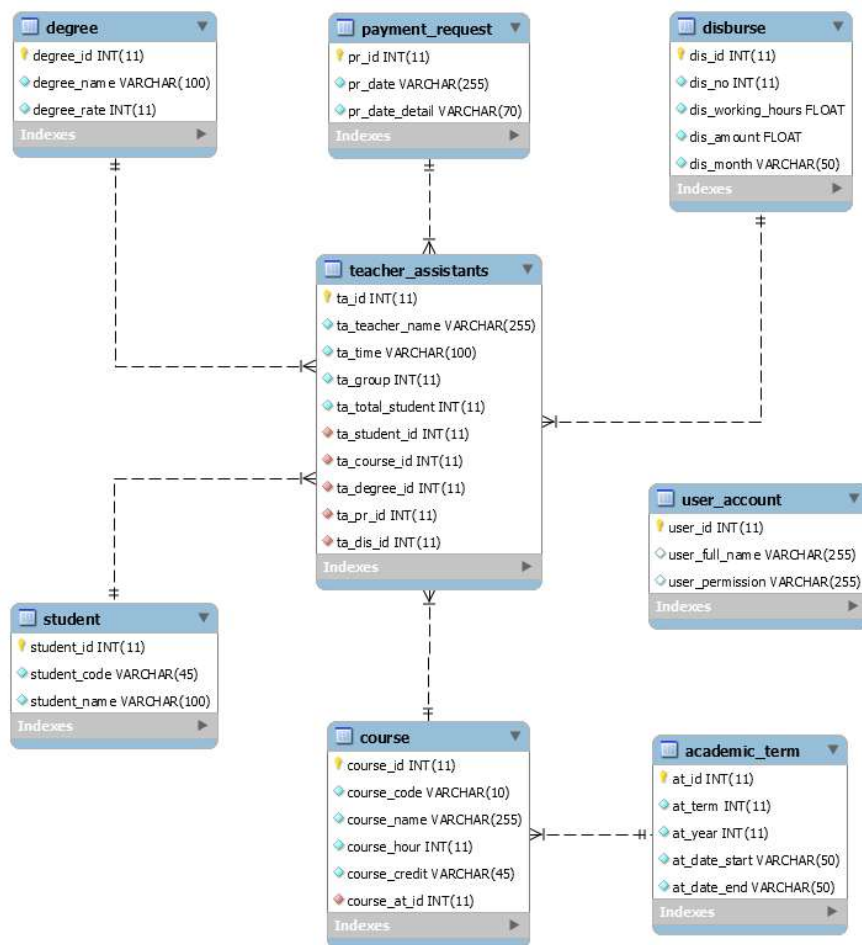 degree
degree_id INT(11)
degree_name VARCHAR(100)
degree_rate INT(11)
Indexes
payment_request
pr_id INT(11)
pr_date VARCHAR(255)
pr_date_detail VARCHAR(70)
Indexes
disburse
dis_id INT(11)
dis_no INT(11)
dis_working_hours FLOAT
dis_amount FLOAT
dis_month VARCHAR(50)
Indexes
teacher_assistants
ta_id INT(11)
ta_teacher_name VARCHAR(255)
ta_time VARCHAR(100)
ta_group INT(11)
ta_total_student INT(11)
ta_student_id INT(11)
ta_course_id INT(11)
ta_degree_id INT(11)
ta_pr_id INT(11)
ta_dis_id INT(11)
Indexes
user_account
user_id INT(11)
user_full_name VARCHAR(255)
user_permission VARCHAR(255)
Indexes
student
student_id INT(11)
student_code VARCHAR(45)
student_name VARCHAR(100)
Indexes
course
course_id INT(11)
course_code VARCHAR(10)
course_name VARCHAR(255)
course_hour INT(11)
course_credit VARCHAR(45)
course_at_id INT(11)
Indexes
academic_term
at_id INT(11)
at_term INT(11)
at_year INT(11)
at_date_start VARCHAR(50)
at_date_end VARCHAR(50)
Indexes